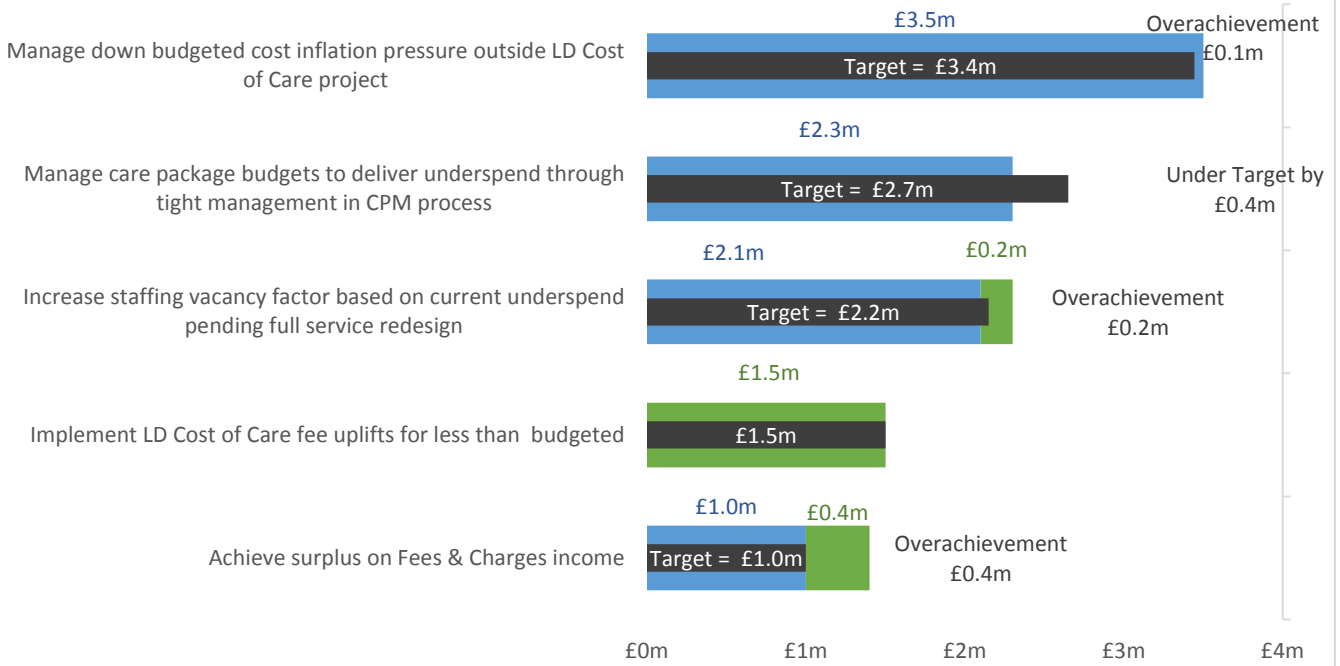 £3.5m
Overachievement
£0.1m
Manage down budgeted cost inflation pressure outside LD Cost
of Care project
Target = £3.4m
£2.3m
Manage care package budgets to deliver underspend through
tight management in CPM process
Target = £2.7m
Under Target by
£0.4m
£2.1m
£0.2m
Increase staffing vacancy factor based on current underspend
pending full service redesign
Target = £2.2m
Overachievement
£0.2m
£1.5m
Implement LD Cost of Care fee uplifts for less than budgeted
£1.5m
£1.0m
£0.4m
Achieve surplus on Fees & Charges income
Target = £1.0m
Overachievement
£0.4m
£0m
£1m
£2m
£3m
£4m